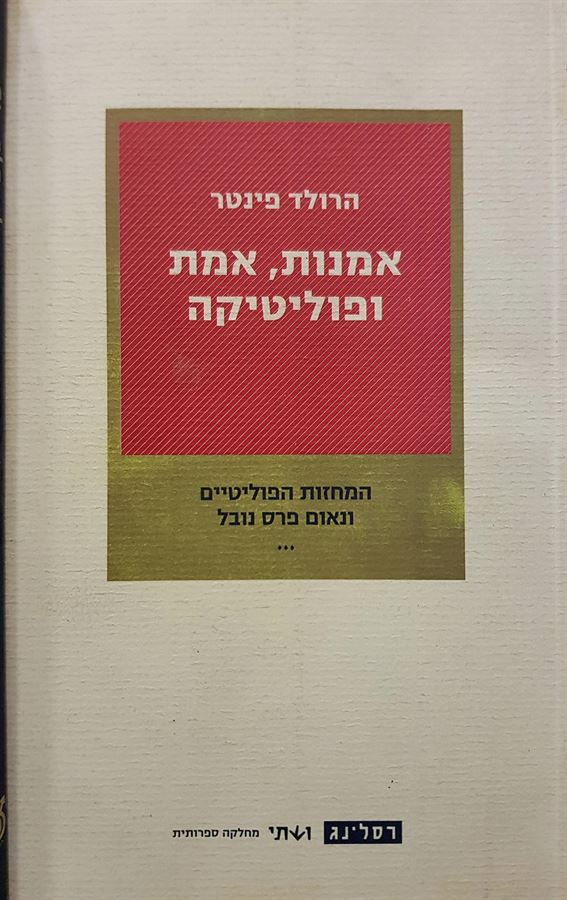 הרולד פינטר
אמנות, אמת
ופוליטיקה
המחזות הפוליטיים
ונאום פרס נובל
...
רסלינג ושתי מחלקה ספרותית